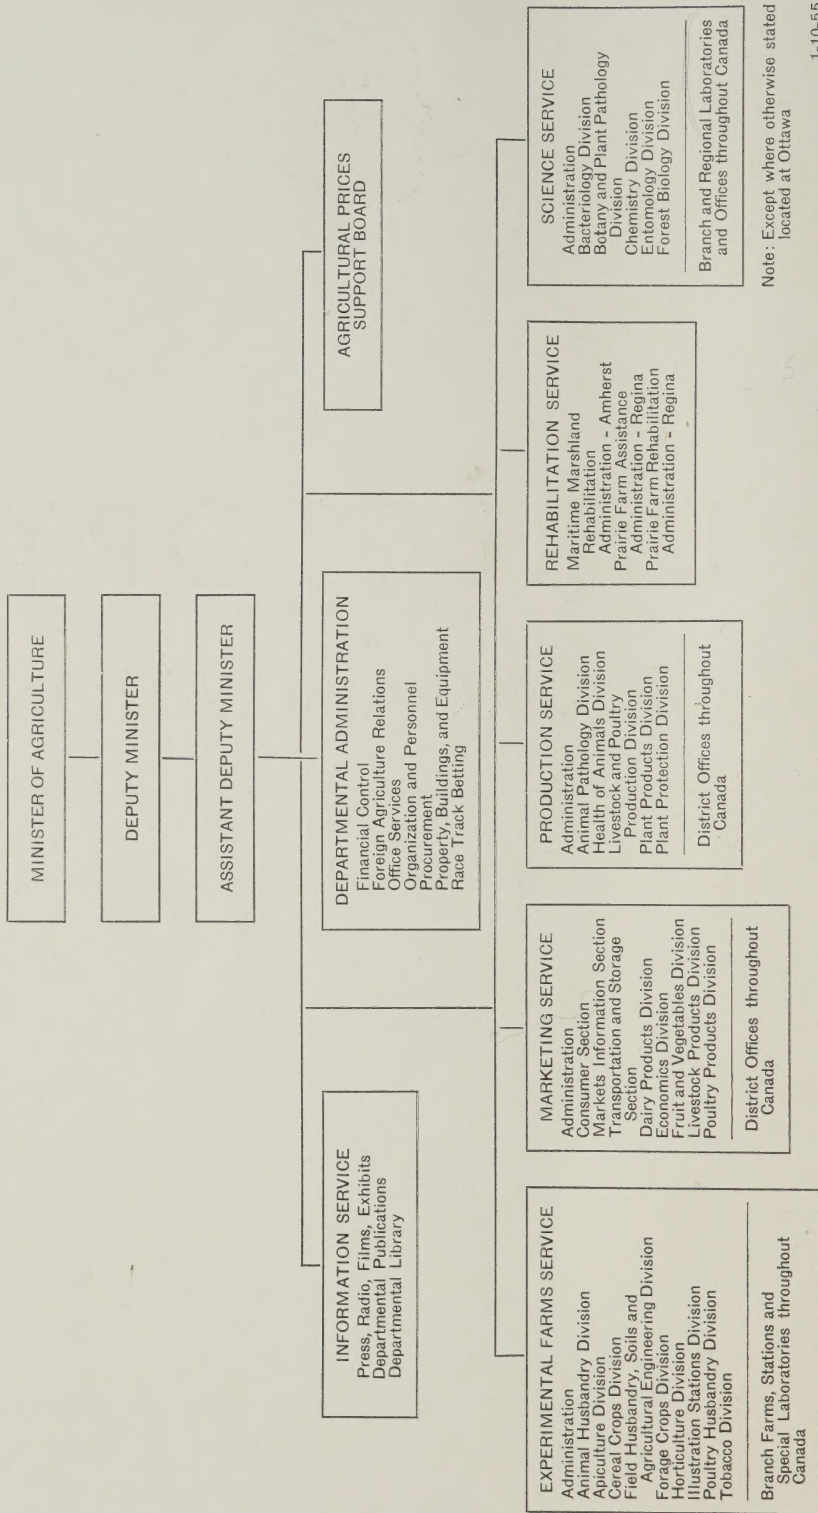 MINISTER OF AGRICULTURE
DEPUTY MINISTER
ASSISTANT DEPUTY MINISTER
INFORMATION SERVICE
Press, Radio, Films, Exhibits
Departmental Publications
Departmental Library
DEPARTMENTAL ADMINISTRATION
Financial Control
Foreign Agriculture Relations
Office Services
Organization and Personnel
Procurement
Property, Buildings, and Equipment
Race Track Betting
AGRICULTURAL PRICES
SUPPORT BOARD
EXPERIMENTAL FARMS SERVICE
Administration
Animal Husbandry Division
Apiculture Division
Cereal Crops Division
Field Husbandry, Soils and
Agricultural Engineering Division
Forage Crops Division
Horticulture Division
Illustration Stations Division
Poultry Husbandry Division
Tobacco Division
Branch Farms, Stations and
Special Laboratories throughout
Canada
MARKETING SERVICE
Administration
Consumer Section
Markets Information Section
Transportation and Storage
Section
Dairy Products Division
Economics Division
Fruit and Vegetables Division
Livestock Products Division
Poultry Products Division
District Offices throughout
Canada
PRODUCTION SERVICE
Administration
Animal Pathology Division
Health of Animals Division
Livestock and Poultry
Production Division
Plant Products Division
Plant Protection Division
District Offices throughout
Canada
REHABILITATION SERVICE
Maritime Marshland
Rehabilitation
Administration - Amherst
Prairie Farm Assistance
Administration - Regina
Prairie Farm Rehabilitation
Administration - Regina
SCIENCE SERVICE
Administration
Bacteriology Division
Botany and Plant Pathology
Division
Chemistry Division
Entomology Division
Forest Biology Division
Branch and Regional Laboratories
and Offices throughout Canada
Note: Except where otherwise stated
located at Ottawa
1-10-55